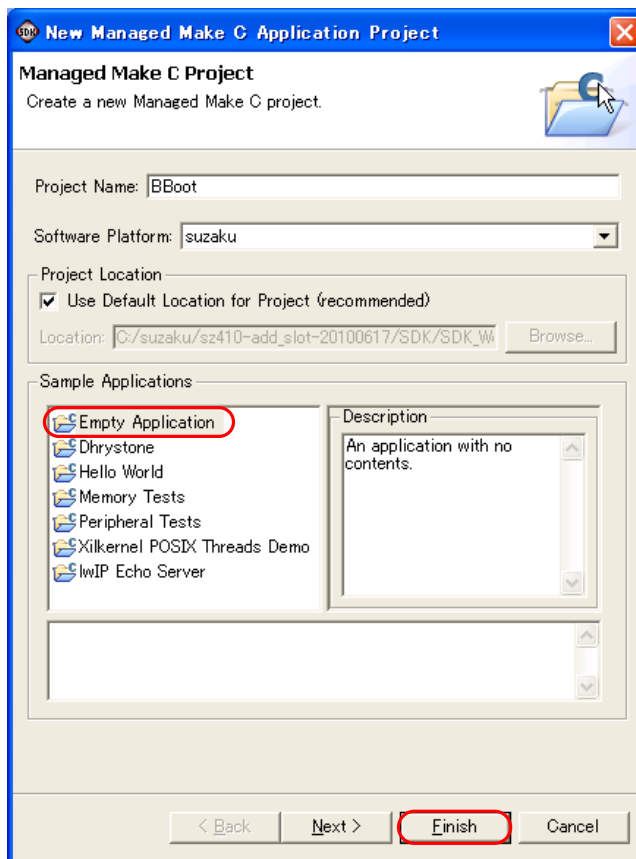 SDK New Managed Make C Application Project
Managed Make C Project
Create a new Managed Make C project.
Project Name: BBoot
Software Platform: suzaku
Project Location
Use Default Location for Project (recommended)
Location: C:/suzaku/sz410-add_slot-20100617/SDK/SDK_W Browse...
Sample Applications
Empty Application
Dhrystone
Hello World
Memory Tests
Peripheral Tests
Xilkernel POSIX Threads Demo
lwIP Echo Server
Description
An application with no
contents.
< Back Next > Finish Cancel